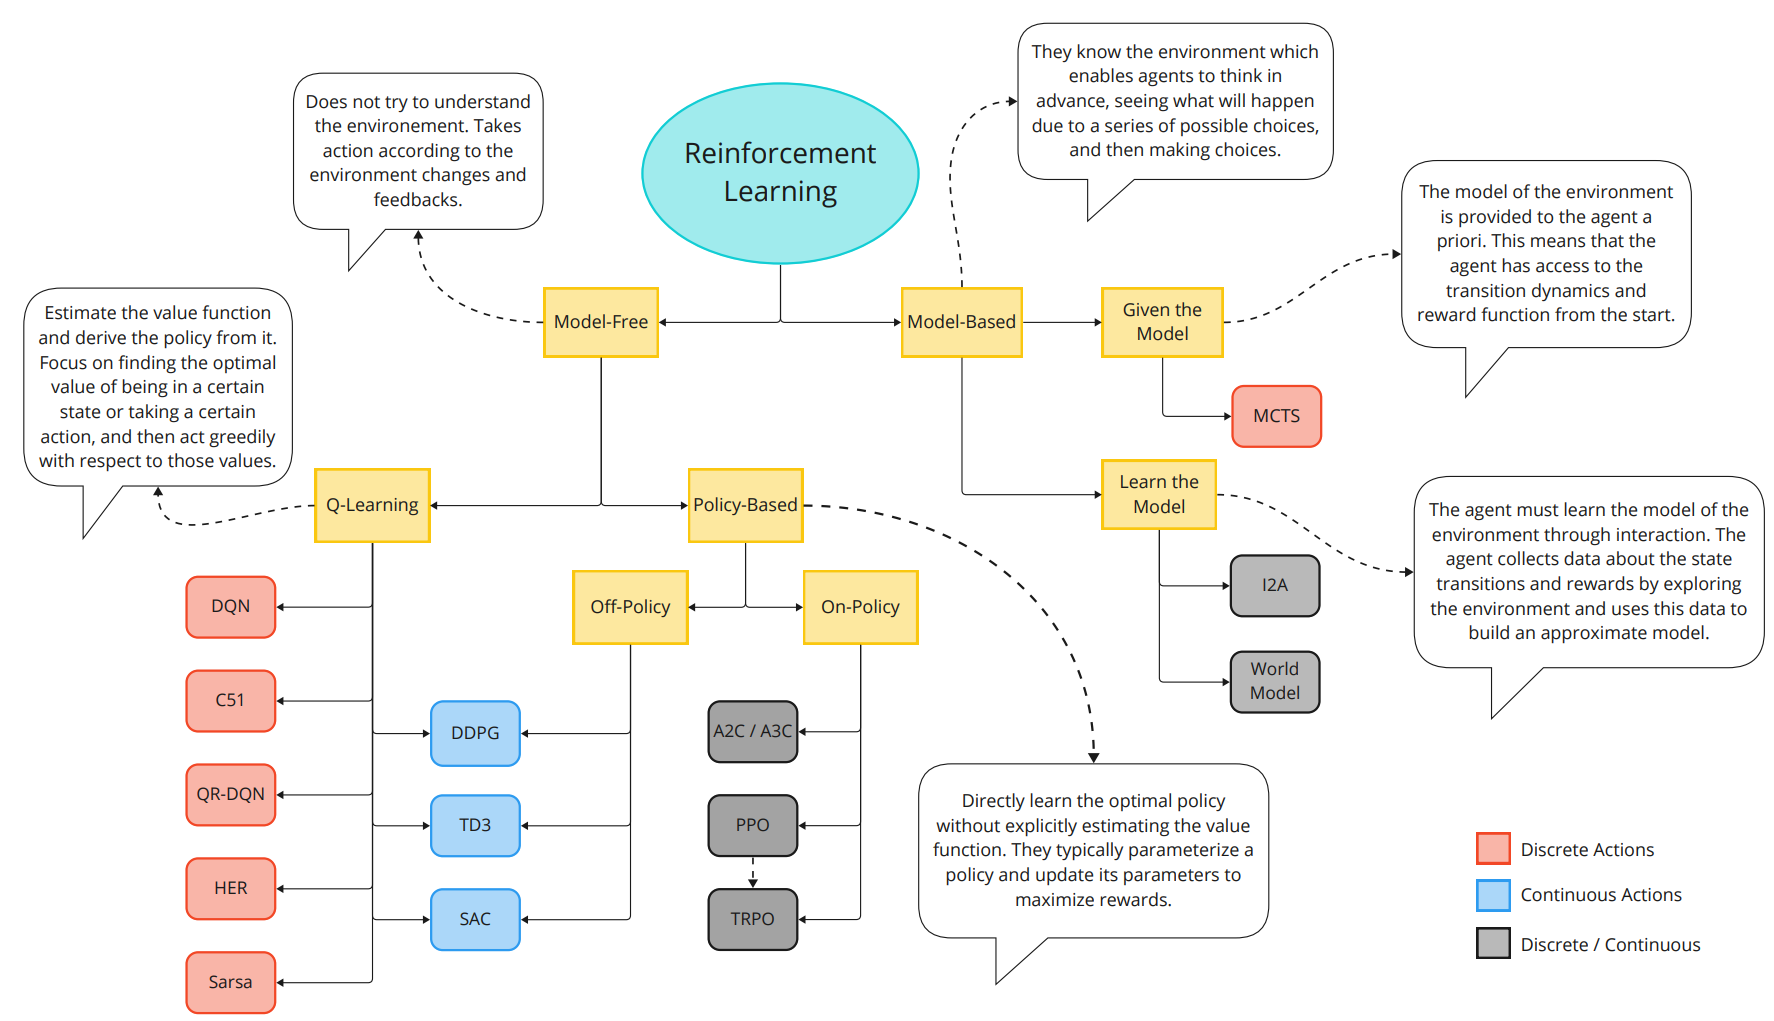 Reinforcement
Learning
Does not try to understand
the environement. Takes
action according to the
environment changes and
feedbacks.
They know the environment which
enables agents to think in
advance, seeing what will happen
due to a series of possible choices,
and then making choices.
The model of the environment
is provided to the agent a
priori. This means that the
agent has access to the
transition dynamics and
reward function from the start.
Model-Free
Model-Based
Given the
Model
MCTS
Estimate the value function
and derive the policy from it.
Focus on finding the optimal
value of being in a certain
state or taking a certain
action, and then act greedily
with respect to those values.
Q-Learning
Policy-Based
Learn the
Model
The agent must learn the model of the
environment through interaction. The
agent collects data about the state
transitions and rewards by exploring
the environment and uses this data to
build an approximate model.
Off-Policy
On-Policy
I2A
World
Model
DQN
C51
QR-DQN
HER
Sarsa
DDPG
TD3
SAC
A2C / A3C
PPO
TRPO
Directly learn the optimal policy
without explicitly estimating the value
function. They typically parameterize a
policy and update its parameters to
maximize rewards.
Discrete Actions
Continuous Actions
Discrete / Continuous